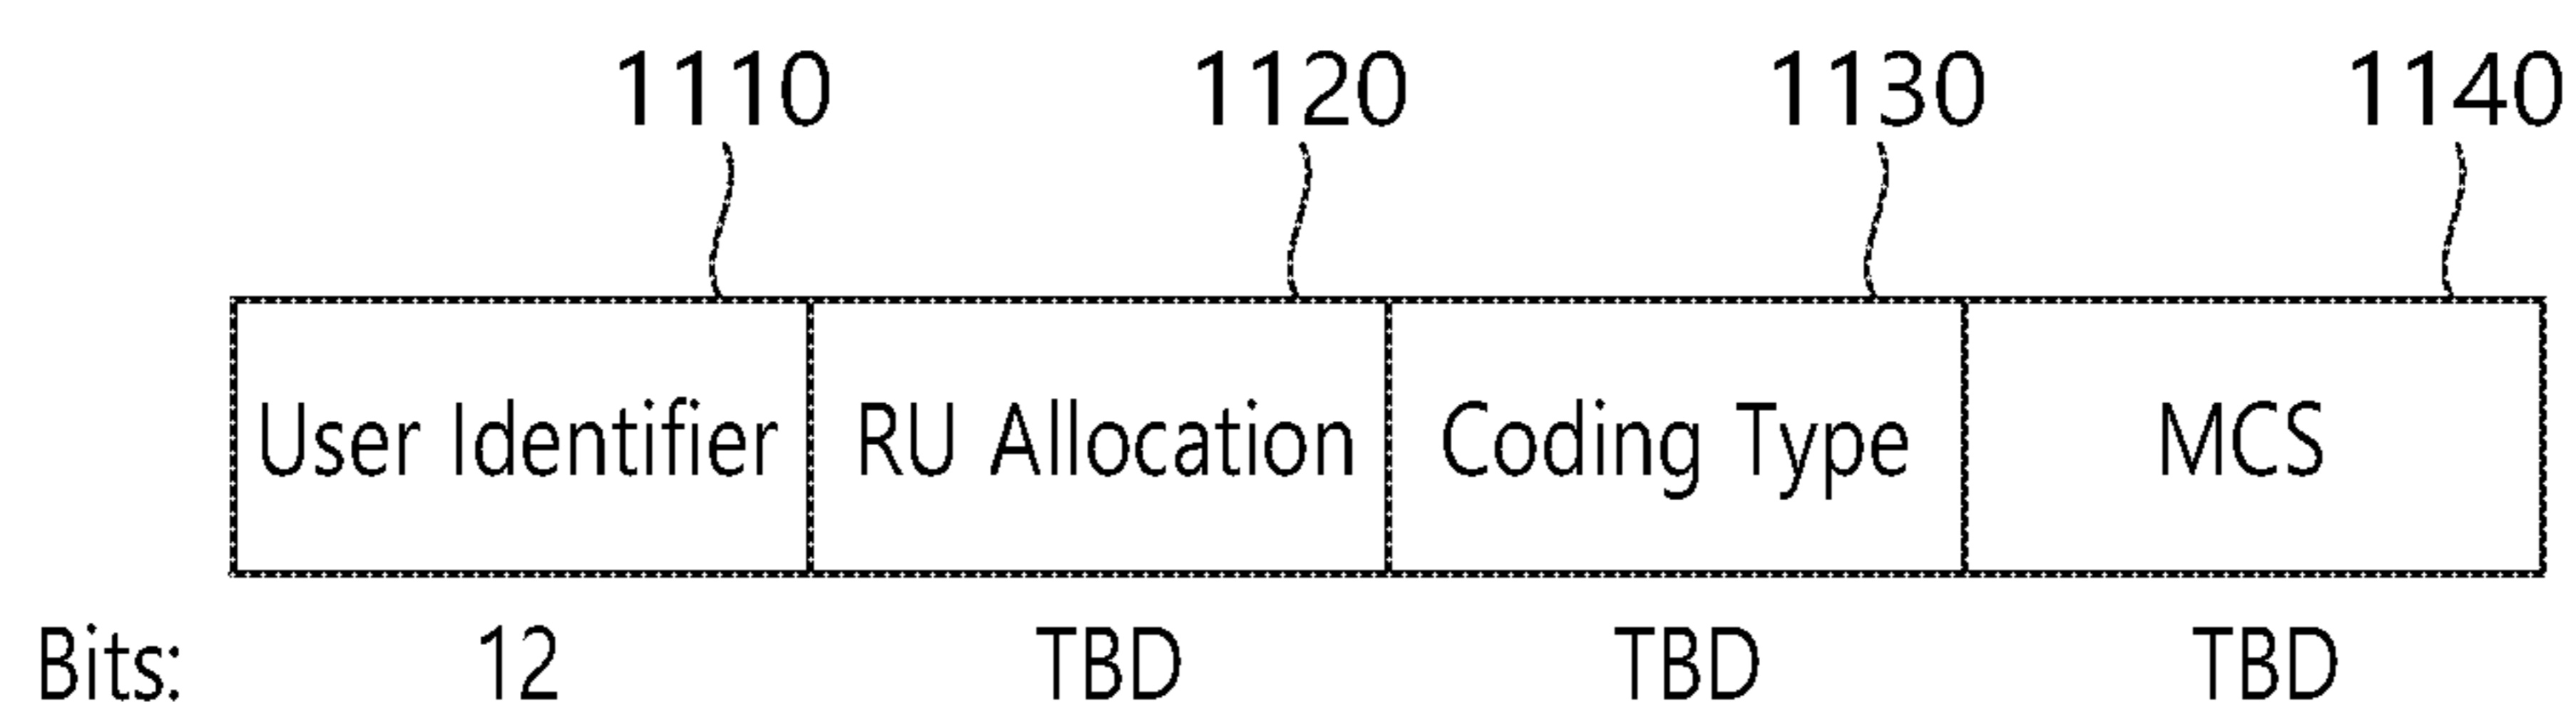 1110 1120 1130 1140
User Identifier RU Allocation Coding Type MCS
Bits: 12 TBD TBD TBD